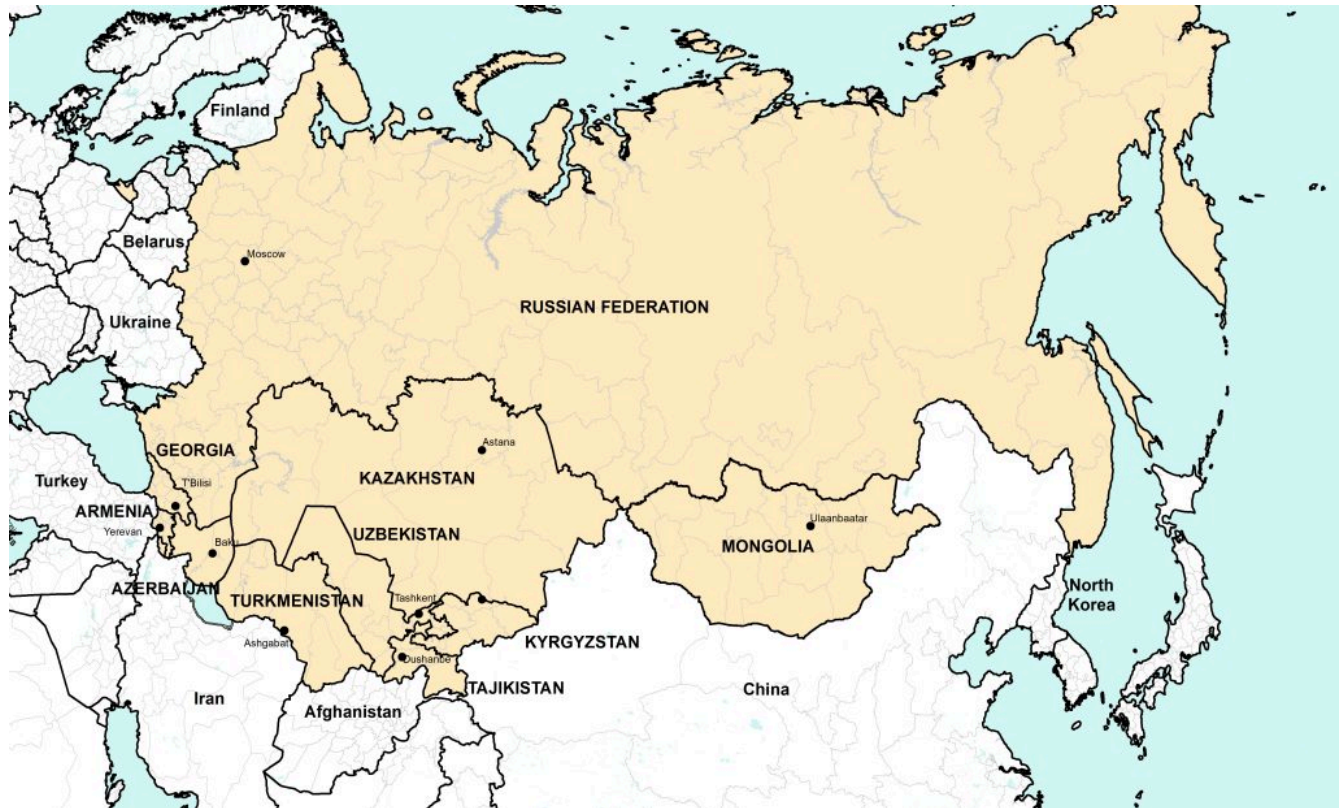 Finland
Belarus
Moscow
RUSSIAN FEDERATION
Ukraine
GEORGIA
Astana
KAZAKHSTAN
Turkey
T'Bilisi
ARMENIA
Yerevan
UZBEKISTAN
Ulaanbaatar
MONGOLIA
Baku
AZERBAIJAN
TURKMENISTAN
Tashkent
North
Korea
Ashgabat
KYRGYZSTAN
Dushanbe
TAJIKISTAN
China
Iran
Afghanistan